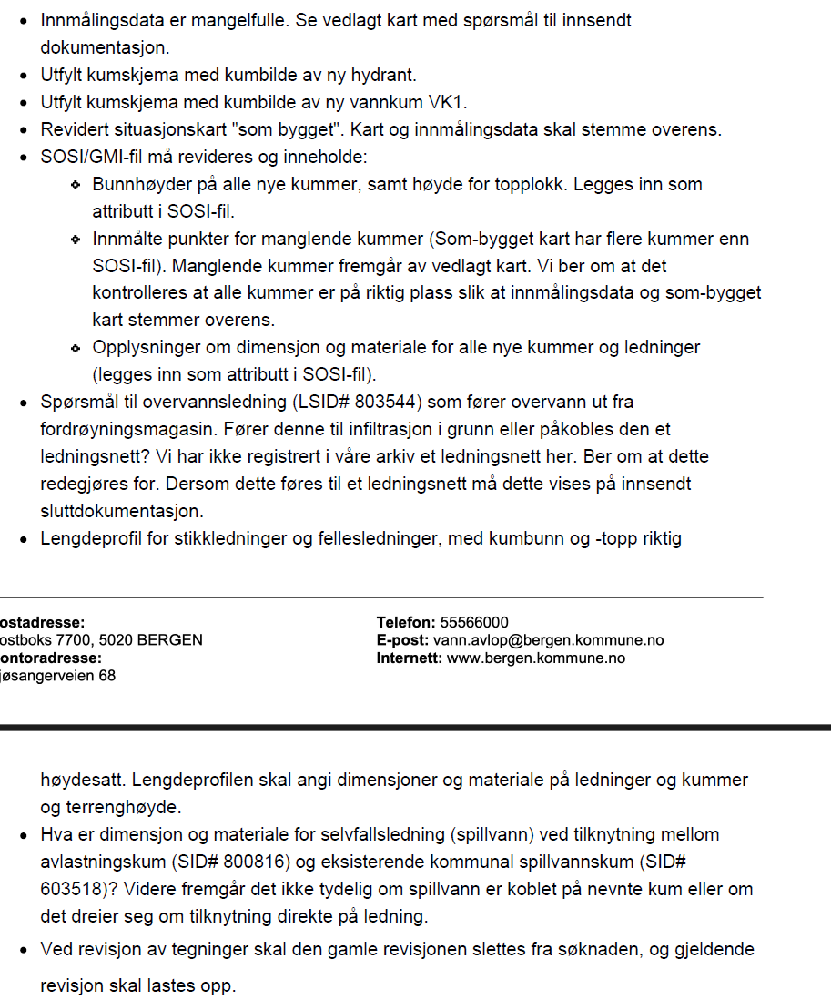 • Innmålingsdata er mangelfulle. Se vedlagt kart med spørsmål til innsendt
dokumentasjon.
• Utfylt kumskjema med kumbilde av ny hydrant.
• Utfylt kumskjema med kumbilde av ny vannkum VK1.
• Revidert situasjonskart "som bygget". Kart og innmålingsdata skal stemme overens.
• SOSI/GMI-fil må revideres og inneholde:
❖ Bunnhøyder på alle nye kummer, samt høyde for topplokk. Legges inn som
attributt i SOSI-fil.
❖ Innmålte punkter for manglende kummer (Som-bygget kart har flere kummer enn
SOSI-fil). Manglende kummer fremgår av vedlagt kart. Vi ber om at det
kontrolleres at alle kummer er på riktig plass slik at innmålingsdata og som-bygget
kart stemmer overens.
❖ Opplysninger om dimensjon og materiale for alle nye kummer og ledninger
(legges inn som attributt i SOSI-fil).
• Spørsmål til overvannsledning (LSID# 803544) som fører overvann ut fra
fordrøyningsmagasin. Fører denne til infiltrasjon i grunn eller påkobles den et
ledningsnett? Vi har ikke registrert i våre arkiv et ledningsnett her. Ber om at dette
redegjøres for. Dersom dette føres til et ledningsnett må dette vises på innsendt
sluttdokumentasjon.
• Lengdeprofil for stikkledninger og fellesledninger, med kumbunn og -topp riktig
ostadresse:
ostboks 7700, 5020 BERGEN
ontoradresse:
jøsangerveien 68
Telefon: 55566000
E-post: vann.avlop@bergen.kommune.no
Internett: www.bergen.kommune.no
høydesatt. Lengdeprofilen skal angi dimensjoner og materiale på ledninger og kummer
og terrenghøyde.
• Hva er dimensjon og materiale for selvfallsledning (spillvann) ved tilknytning mellom
avlastningskum (SID# 800816) og eksisterende kommunal spillvannskum (SID#
603518)? Videre fremgår det ikke tydelig om spillvann er koblet på nevnte kum eller om
det dreier seg om tilknytning direkte på ledning.
• Ved revisjon av tegninger skal den gamle revisjonen slettes fra søknaden, og gjeldende
revisjon skal lastes opp.